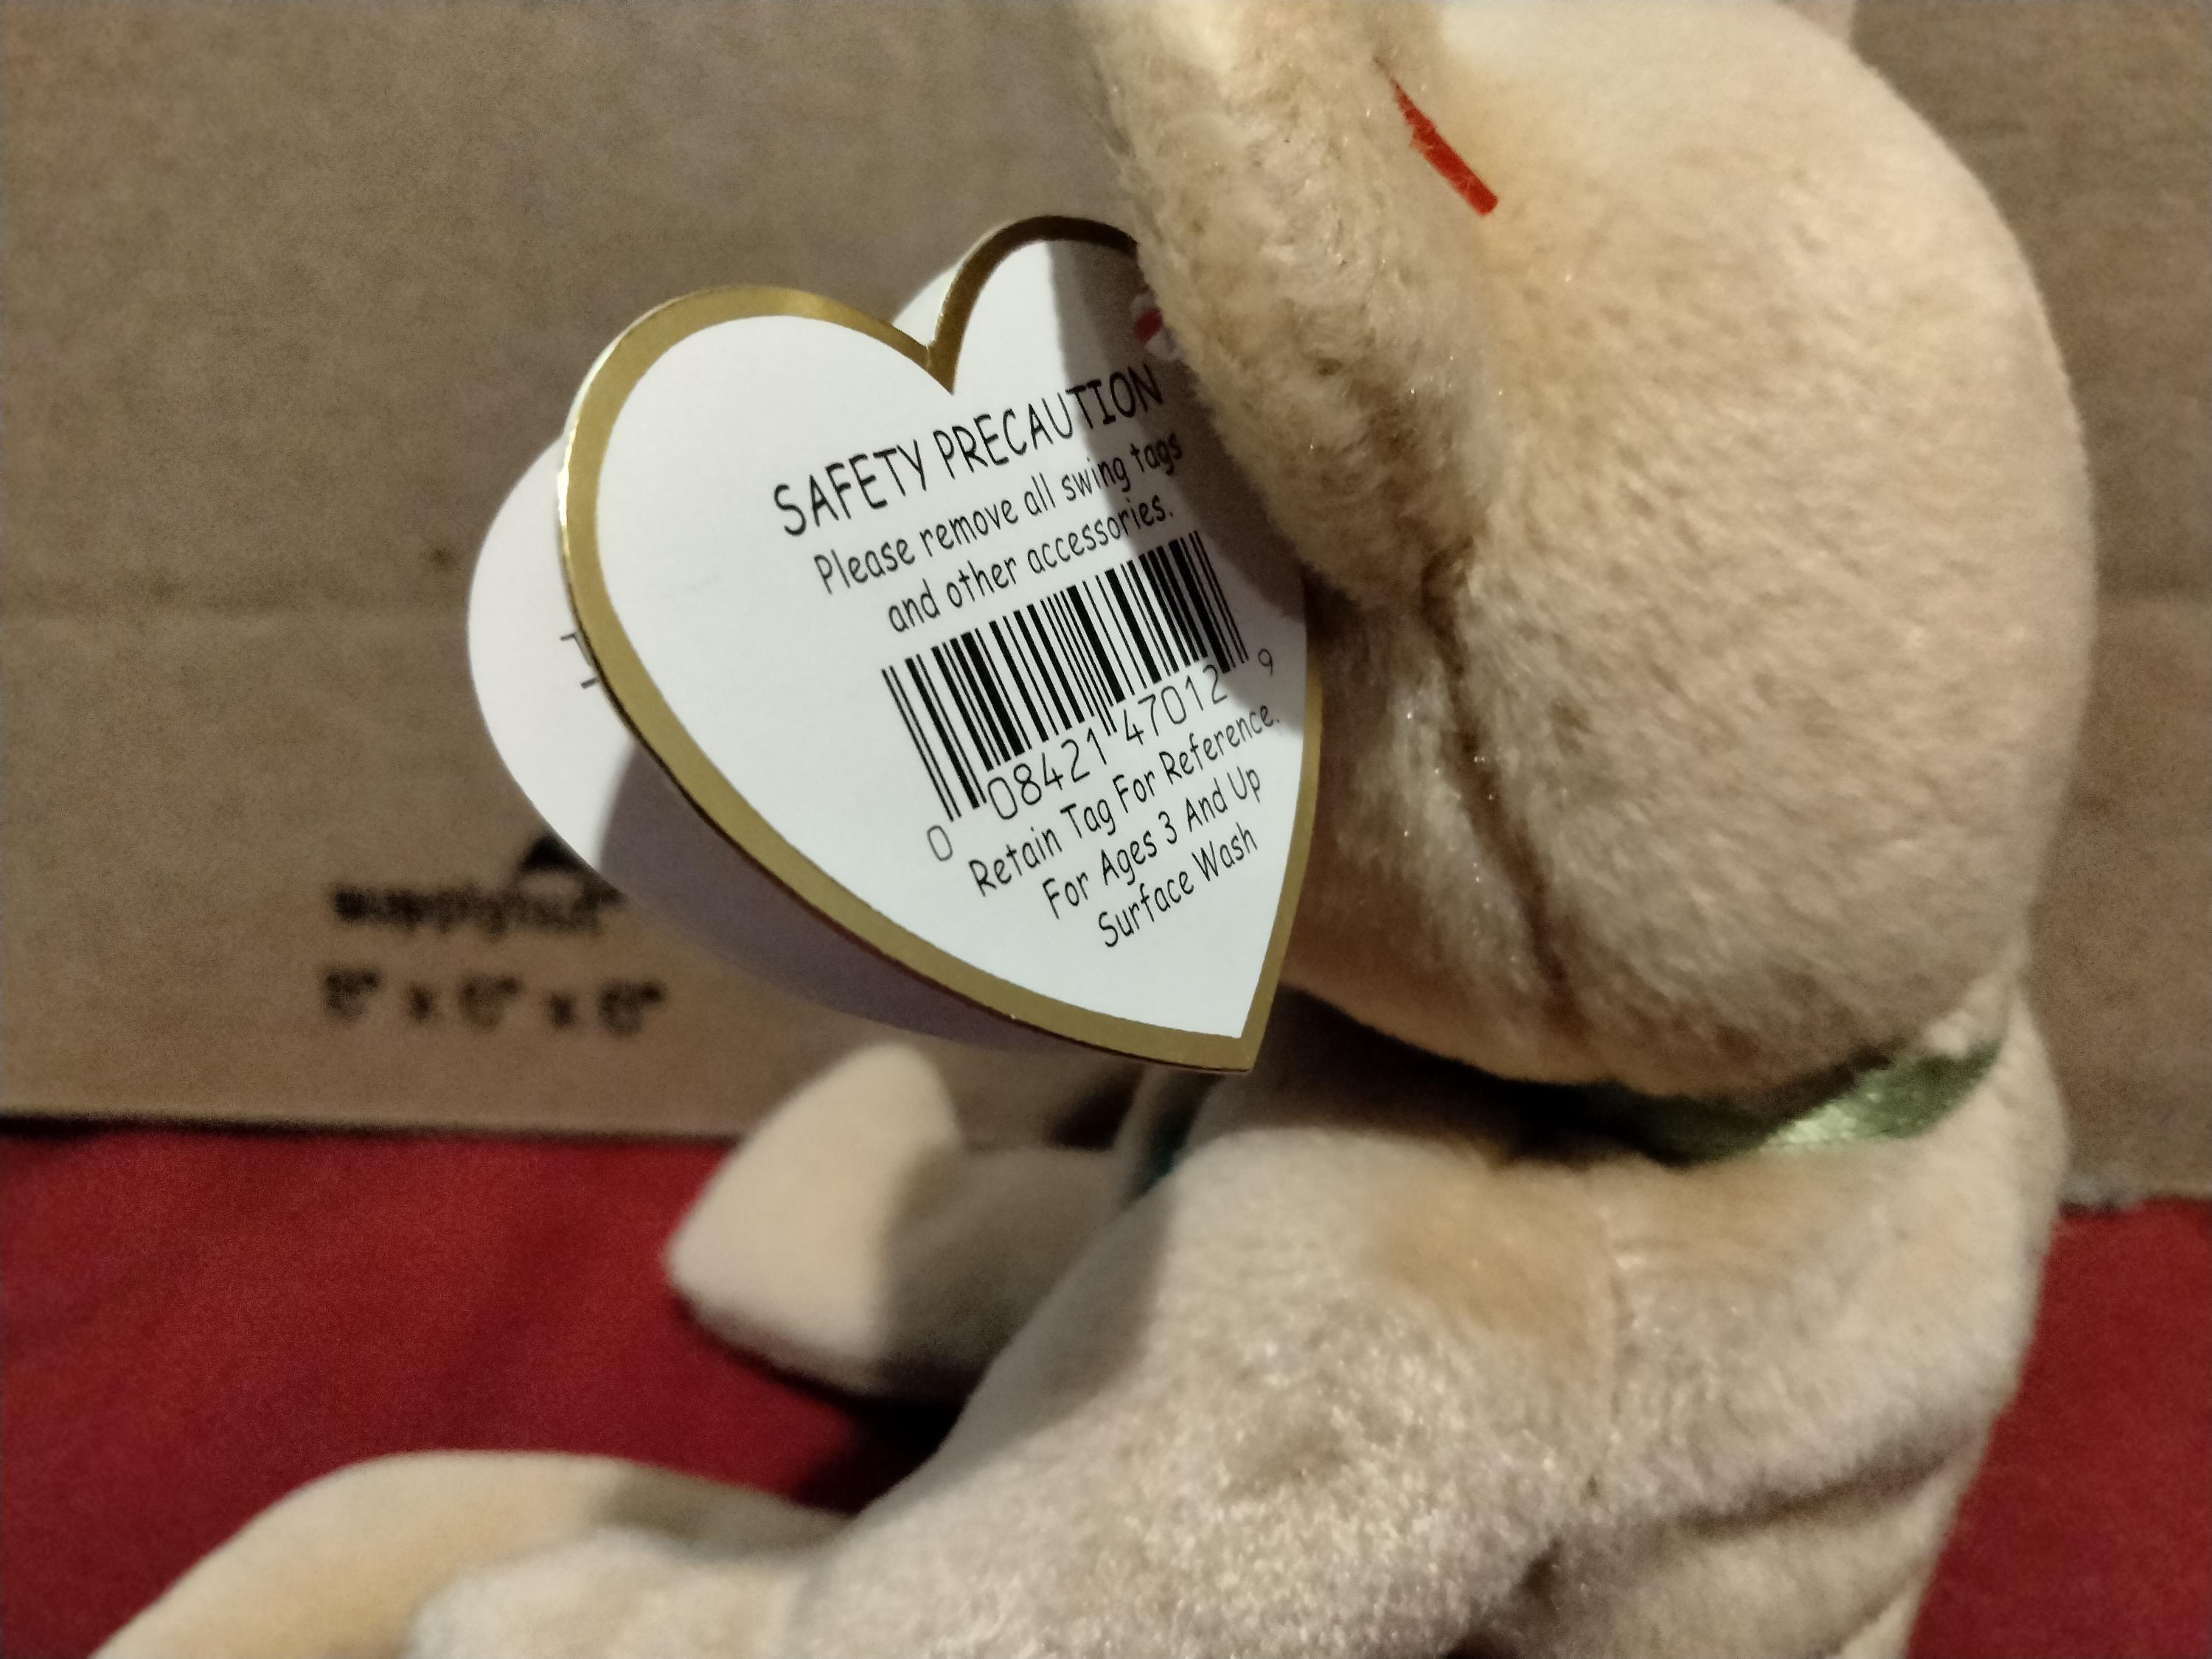 SAFETY PRECAUTION
Please remove all swing tags
and other accessories.
0 08421 47012 9
Retain Tag For Reference.
For Ages 3 And Up
Surface Wash
supplyhut